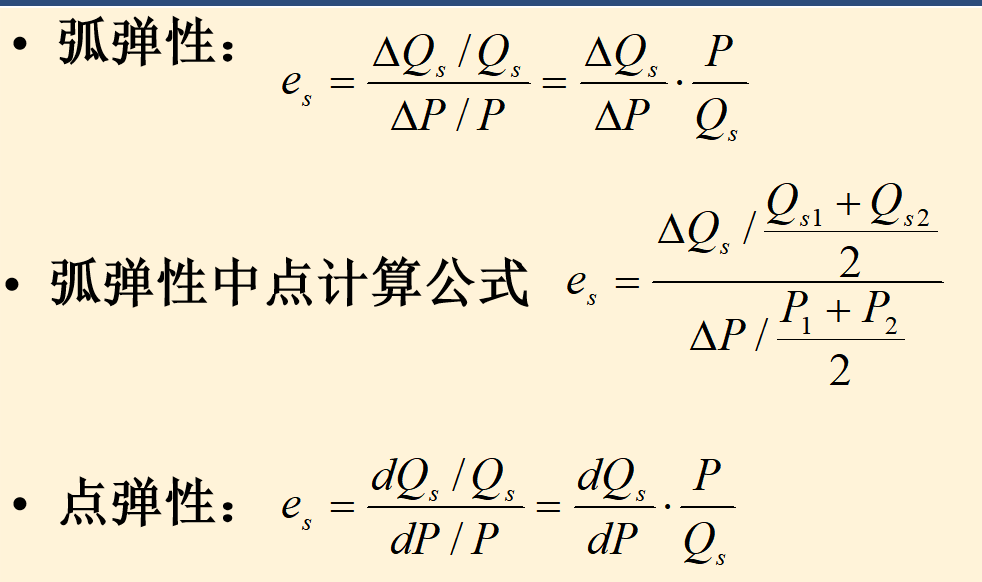 • 弧弹性： e_s = (ΔQ_s / Q_s) / (ΔP / P) = ΔQ_s / ΔP · P / Q_s
• 弧弹性中点计算公式 e_s = (ΔQ_s / ((Q_s1 + Q_s2) / 2)) / (ΔP / ((P_1 + P_2) / 2))
• 点弹性： e_s = (dQ_s / Q_s) / (dP / P) = dQ_s / dP · P / Q_s